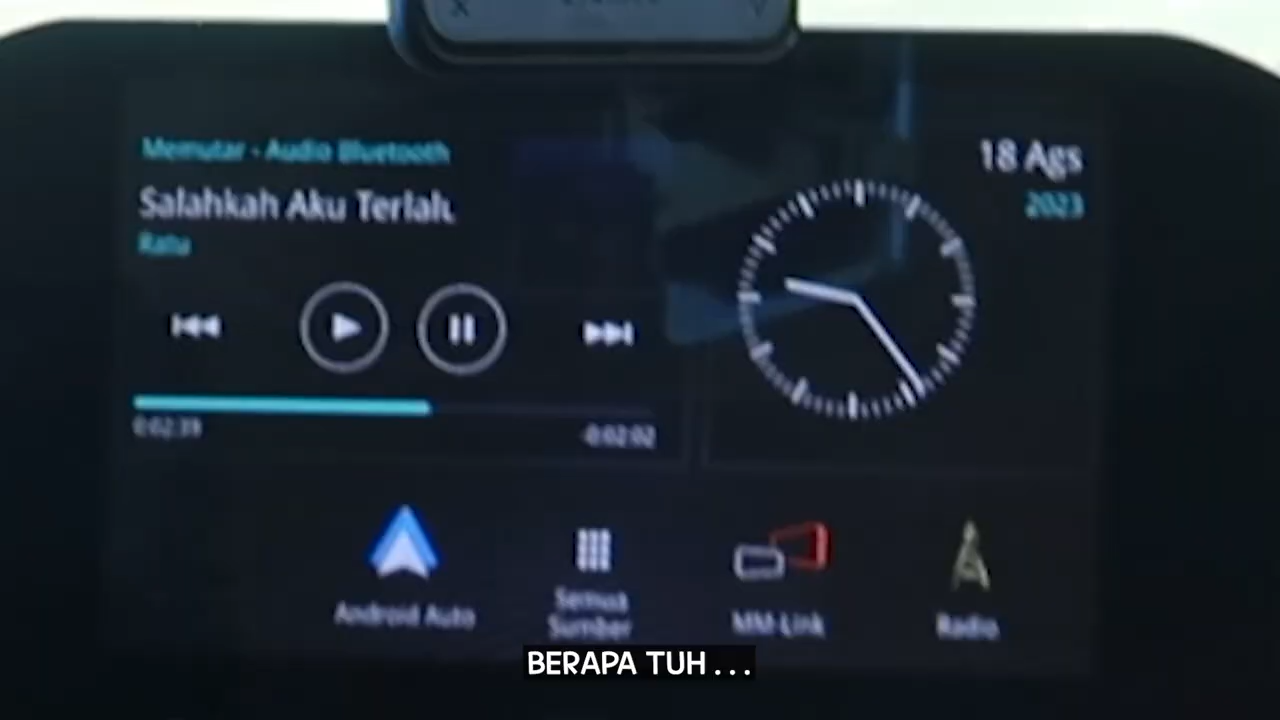 Memutar - Audio Bluetooth
Salahkah Aku Terlalu
Ratu
0:02:39
-0:02:02
18 Ags
2023
Android Auto
Semua
Sumber
MM-Link
Radio
BERAPA TUH...